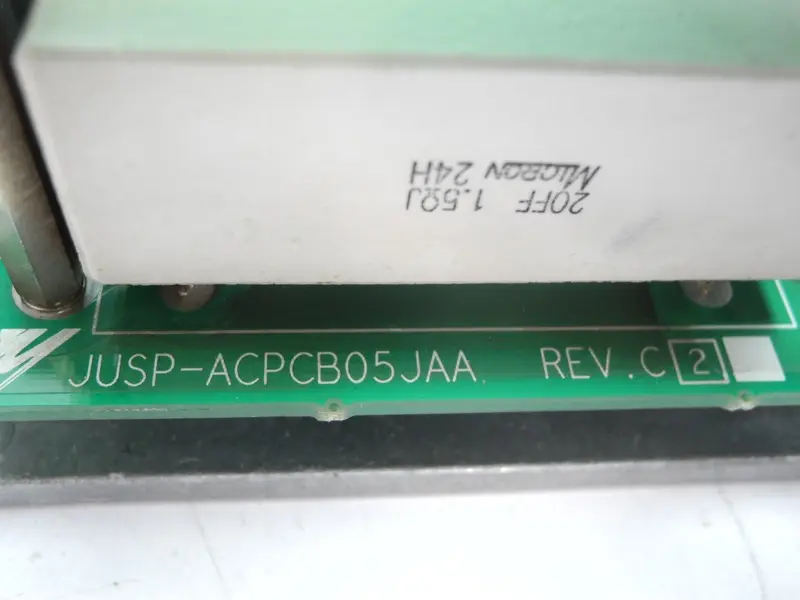 20FF 1.5ΩJ
MICRON 24H
JUSP-ACPCB05JAA REV.C 2